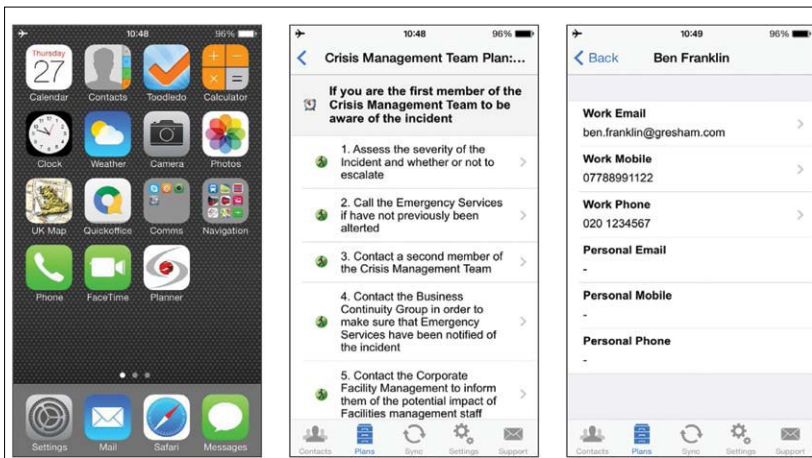 10:48
96%
Thursday
27
Calendar
Contacts
Toodledo
Calculator
Clock
Weather
Camera
Photos
UK Map
Quickoffice
Comms
Navigation
Phone
FaceTime
Planner
Settings
Mail
Safari
Messages
10:48
96%
Crisis Management Team Plan:...
If you are the first member of the
Crisis Management Team to be
aware of the incident
1. Assess the severity of the
Incident and whether or not to
escalate
2. Call the Emergency Services
if have not previously been
alterted
3. Contact a second member of
the Crisis Management Team
4. Contact the Business
Continuity Group in order to
make sure that Emergency
Services have been notified of
the incident
5. Contact the Corporate
Facility Management to inform
them of the potential impact of
Facilities management staff
Contacts
Plans
Sync
Settings
Support
10:49
96%
Back
Ben Franklin
Work Email
ben.franklin@gresham.com
Work Mobile
07788991122
Work Phone
020 1234567
Personal Email
-
Personal Mobile
-
Personal Phone
-
Contacts
Plans
Sync
Settings
Support